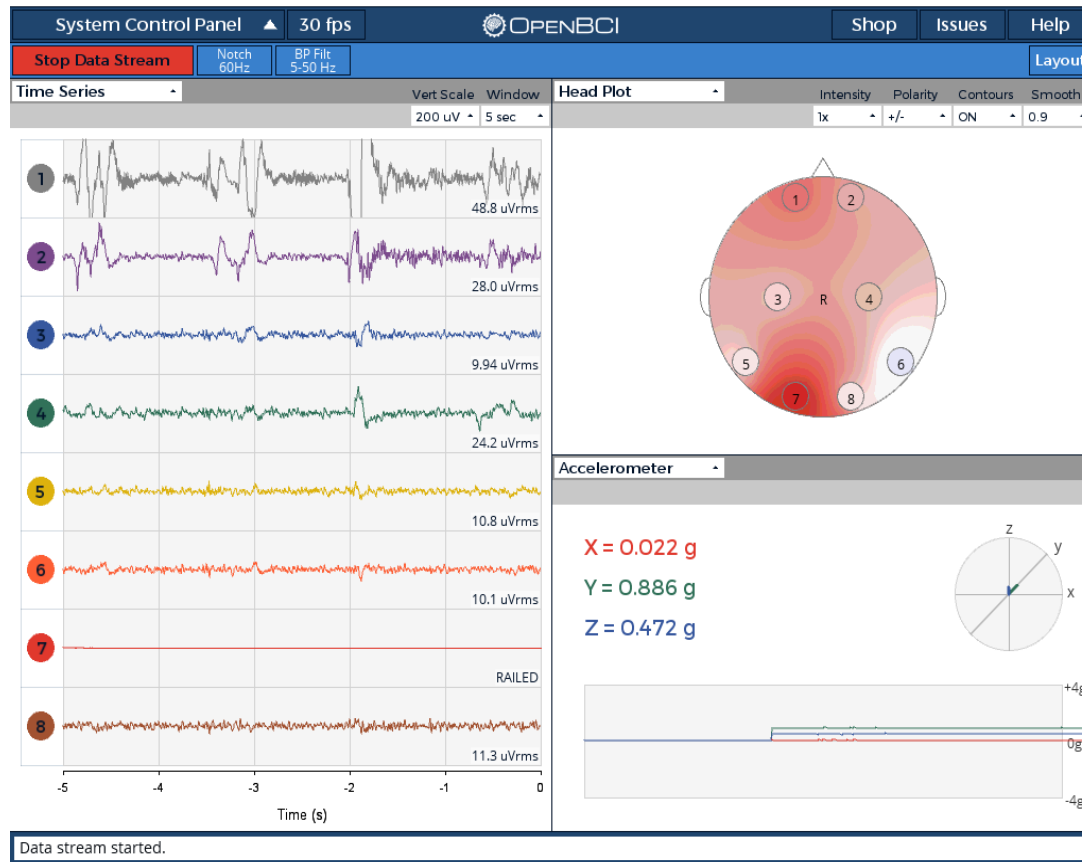 System Control Panel 30 fps OPENBCI Shop Issues Help
Stop Data Stream Notch 60Hz BP Filt 5-50 Hz Layout
Time Series Vert Scale Window
200 uV 5 sec
1
48.8 uVrms
2
28.0 uVrms
3
9.94 uVrms
4
24.2 uVrms
5
10.8 uVrms
6
10.1 uVrms
7
RAILED
8
11.3 uVrms
-5 -4 -3 -2 -1 0
Time (s)
Head Plot Intensity Polarity Contours Smooth
1x +/- ON 0.9
1 2
3 R 4
5 6
7 8
Accelerometer
X = 0.022 g
Y = 0.886 g
Z = 0.472 g
z
y
x
+4g
0g
-4g
Data stream started.